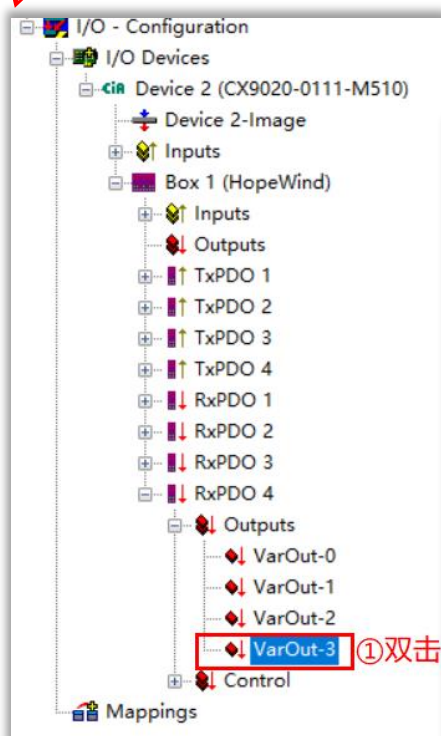 I/O - Configuration
I/O Devices
CiA Device 2 (CX9020-0111-M510)
Device 2-Image
Inputs
Box 1 (HopeWind)
Inputs
Outputs
TxPDO 1
TxPDO 2
TxPDO 3
TxPDO 4
RxPDO 1
RxPDO 2
RxPDO 3
RxPDO 4
Outputs
VarOut-0
VarOut-1
VarOut-2
VarOut-3 ①双击
Control
Mappings